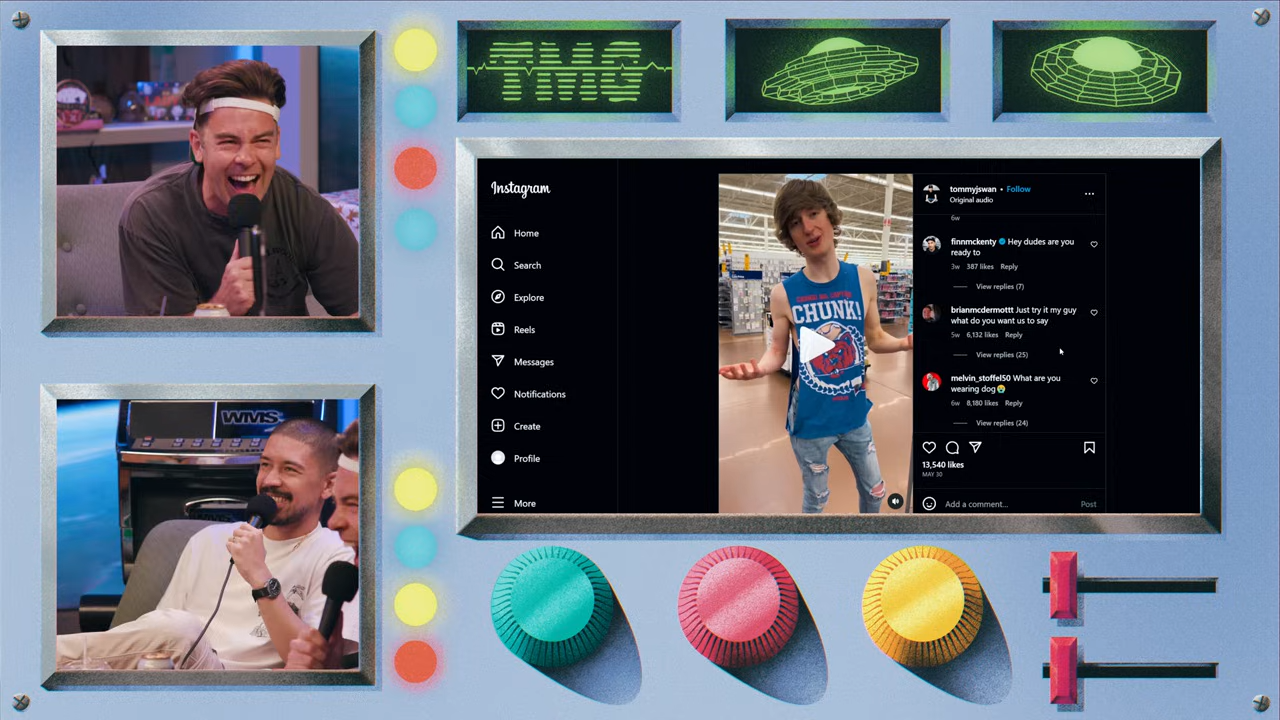 TMG
WMS
Instagram
Home
Search
Explore
Reels
Messages
Notifications
Create
Profile
More
CHUNK!
tommyjswan • Follow
Original audio
6w
finnmckenty Hey dudes are you
ready to
3w 387 likes Reply
View replies (7)
brianmcdermottt Just try it my guy
what do you want us to say
5w 6,132 likes Reply
View replies (25)
melvin_stoffel50 What are you
wearing dog😭
6w 8,180 likes Reply
View replies (24)
13,540 likes
MAY 30
Add a comment... Post